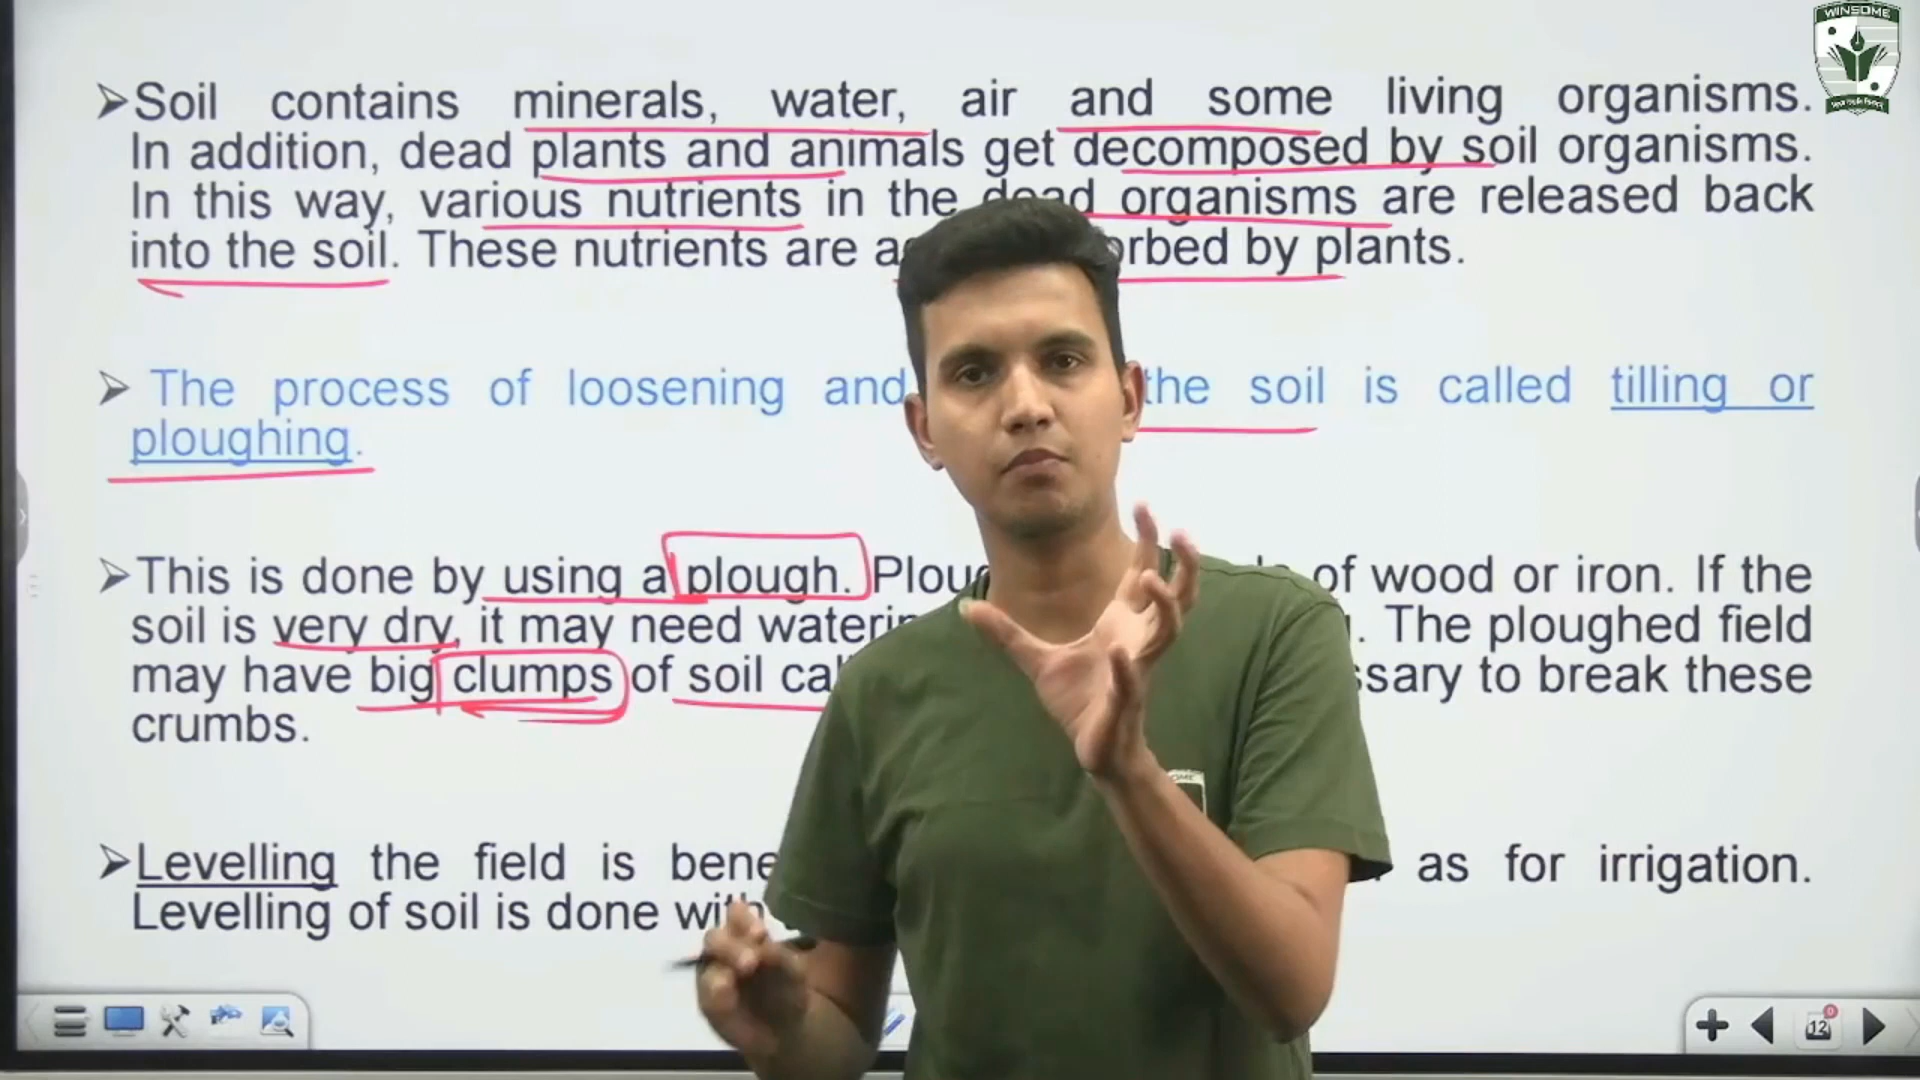 WINSOME
➢Soil contains minerals, water, air and some living organisms.
In addition, dead plants and animals get decomposed by soil organisms.
In this way, various nutrients in the dead organisms are released back
into the soil. These nutrients are by plants.
➢ The process of loosening and the soil is called tilling or
ploughing.
➢This is done by using a plough. of wood or iron. If the
soil is very dry, it may need The ploughed field
may have big clumps of soil to break these
crumbs.
➢Levelling the field is as for irrigation.
Levelling of soil is done with
12